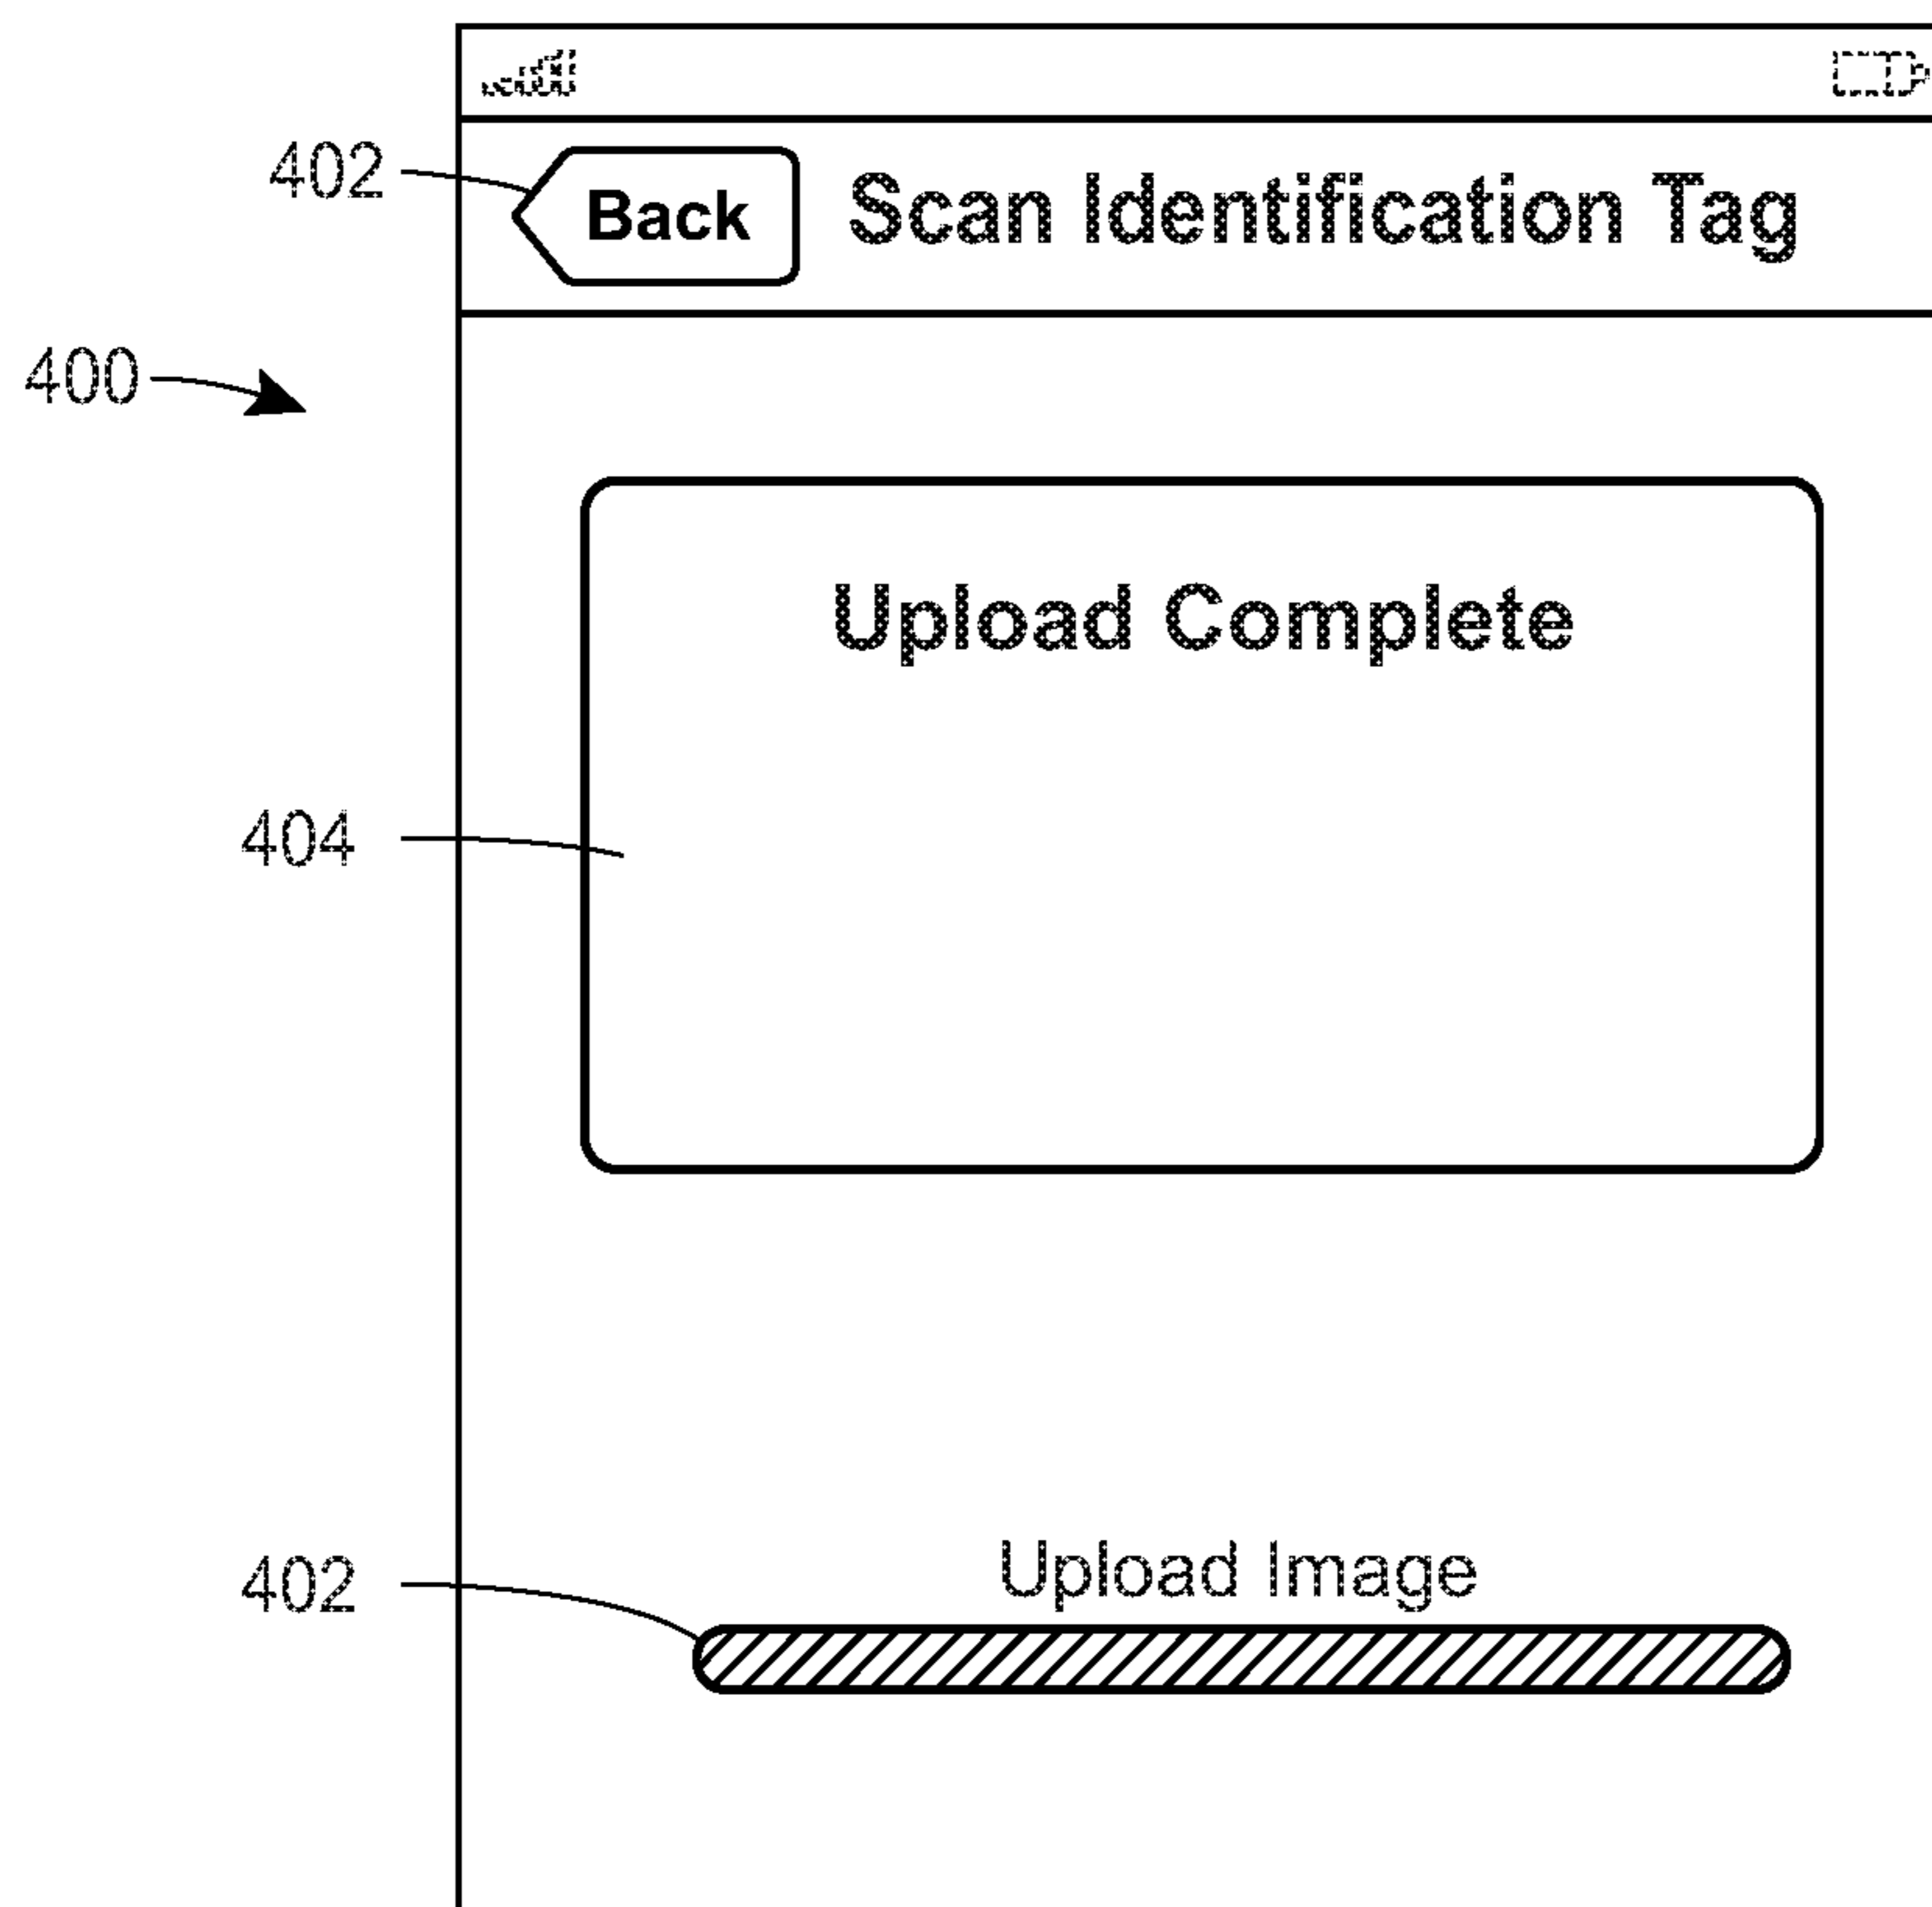 402
Back
Scan Identification Tag
400
Upload Complete
404
Upload Image
402